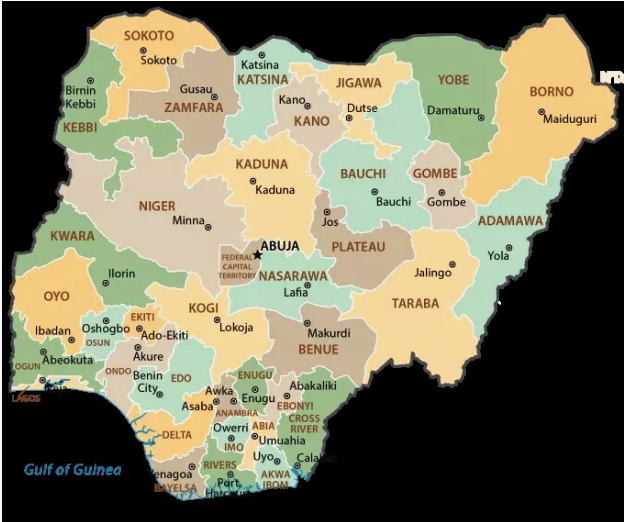 SOKOTO
Sokoto
Katsina
KATSINA
Birnin
Kebbi
KEBBI
Gusau
ZAMFARA
Kano
KANO
JIGAWA
Dutse
YOBE
Damaturu
BORNO
Maiduguri
KADUNA
Kaduna
BAUCHI
Bauchi
GOMBE
Gombe
NIGER
Minna
Jos
PLATEAU
ADAMAWA
Yola
KWARA
Ilorin
ABUJA
FEDERAL
CAPITAL
TERRITORY
NASARAWA
Lafia
Jalingo
TARABA
OYO
Ibadan
Oshogbo
OSUN
EKITI
Ado-Ekiti
KOGI
Lokoja
Makurdi
BENUE
OGUN
Abeokuta
LAGOS
ONDO
Akure
Benin
City
EDO
ENUGU
Enugu
Abakaliki
EBONYI
CROSS
RIVER
Awka
Asaba
ANAMBRA
Owerri
IMO
ABIA
Umuahia
DELTA
Uyo
AKWA
IBOM
RIVERS
Port
BAYELSA
Gulf of Guinea